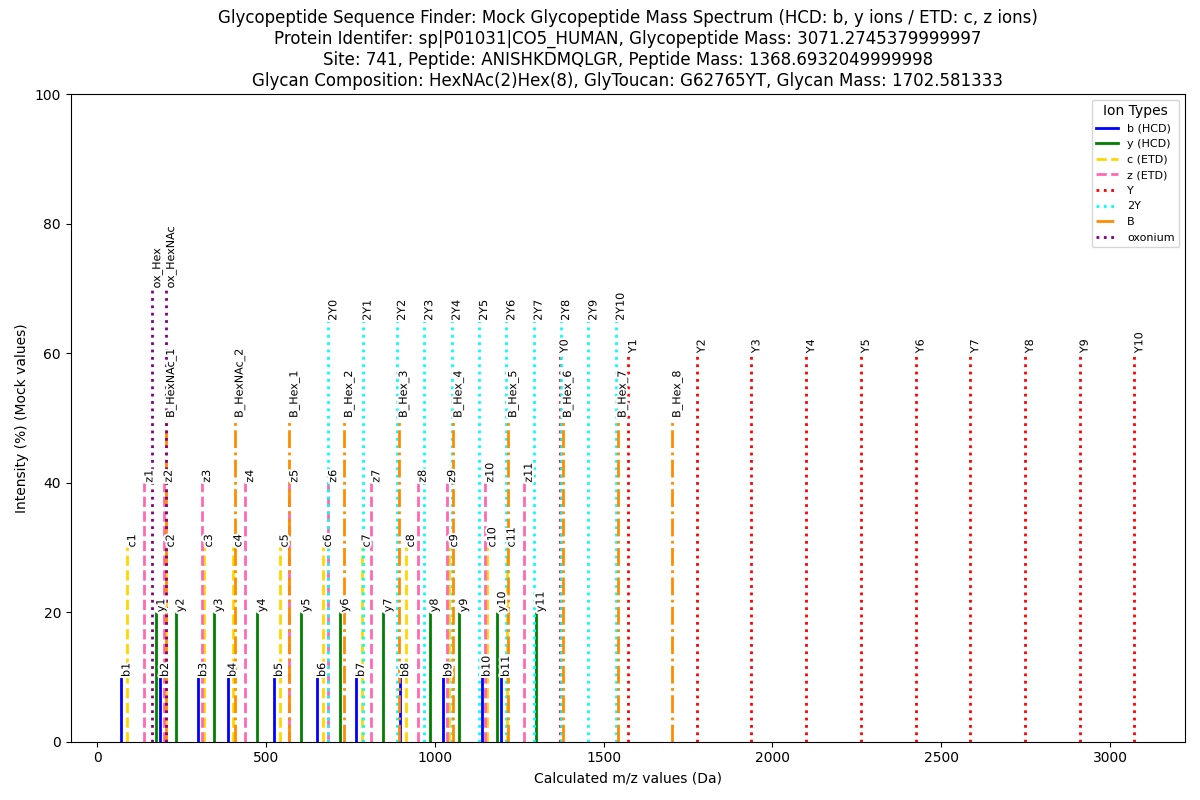 Glycopeptide Sequence Finder: Mock Glycopeptide Mass Spectrum (HCD: b, y ions / ETD: c, z ions)
Protein Identifer: sp|P01031|CO5_HUMAN, Glycopeptide Mass: 3071.2745379999997
Site: 741, Peptide: ANISHKDMQLGR, Peptide Mass: 1368.6932049999998
Glycan Composition: HexNAc(2)Hex(8), GlyToucan: G62765YT, Glycan Mass: 1702.581333
Intensity (%) (Mock values)
100
80
60
40
20
0
Ion Types
b (HCD)
y (HCD)
c (ETD)
z (ETD)
Y
2Y
B
oxonium
ox_Hex
ox_HexNAc
2Y0
2Y1
2Y2
2Y3
2Y4
2Y5
2Y6
2Y7
2Y8
2Y9
2Y10
Y0
Y1
Y2
Y3
Y4
Y5
Y6
Y7
Y8
Y9
Y10
B_HexNAc_1
B_HexNAc_2
B_Hex_1
B_Hex_2
B_Hex_3
B_Hex_4
B_Hex_5
B_Hex_6
B_Hex_7
B_Hex_8
z1
z2
z3
z4
z5
z6
z7
z8
z9
z10
z11
c1
c2
c3
c4
c5
c6
c7
c8
c9
c10
c11
y1
y2
y3
y4
y5
y6
y7
y8
y9
y10
y11
b1
b2
b3
b4
b5
b6
b7
b8
b9
b10
b11
0
500
1000
1500
2000
2500
3000
Calculated m/z values (Da)